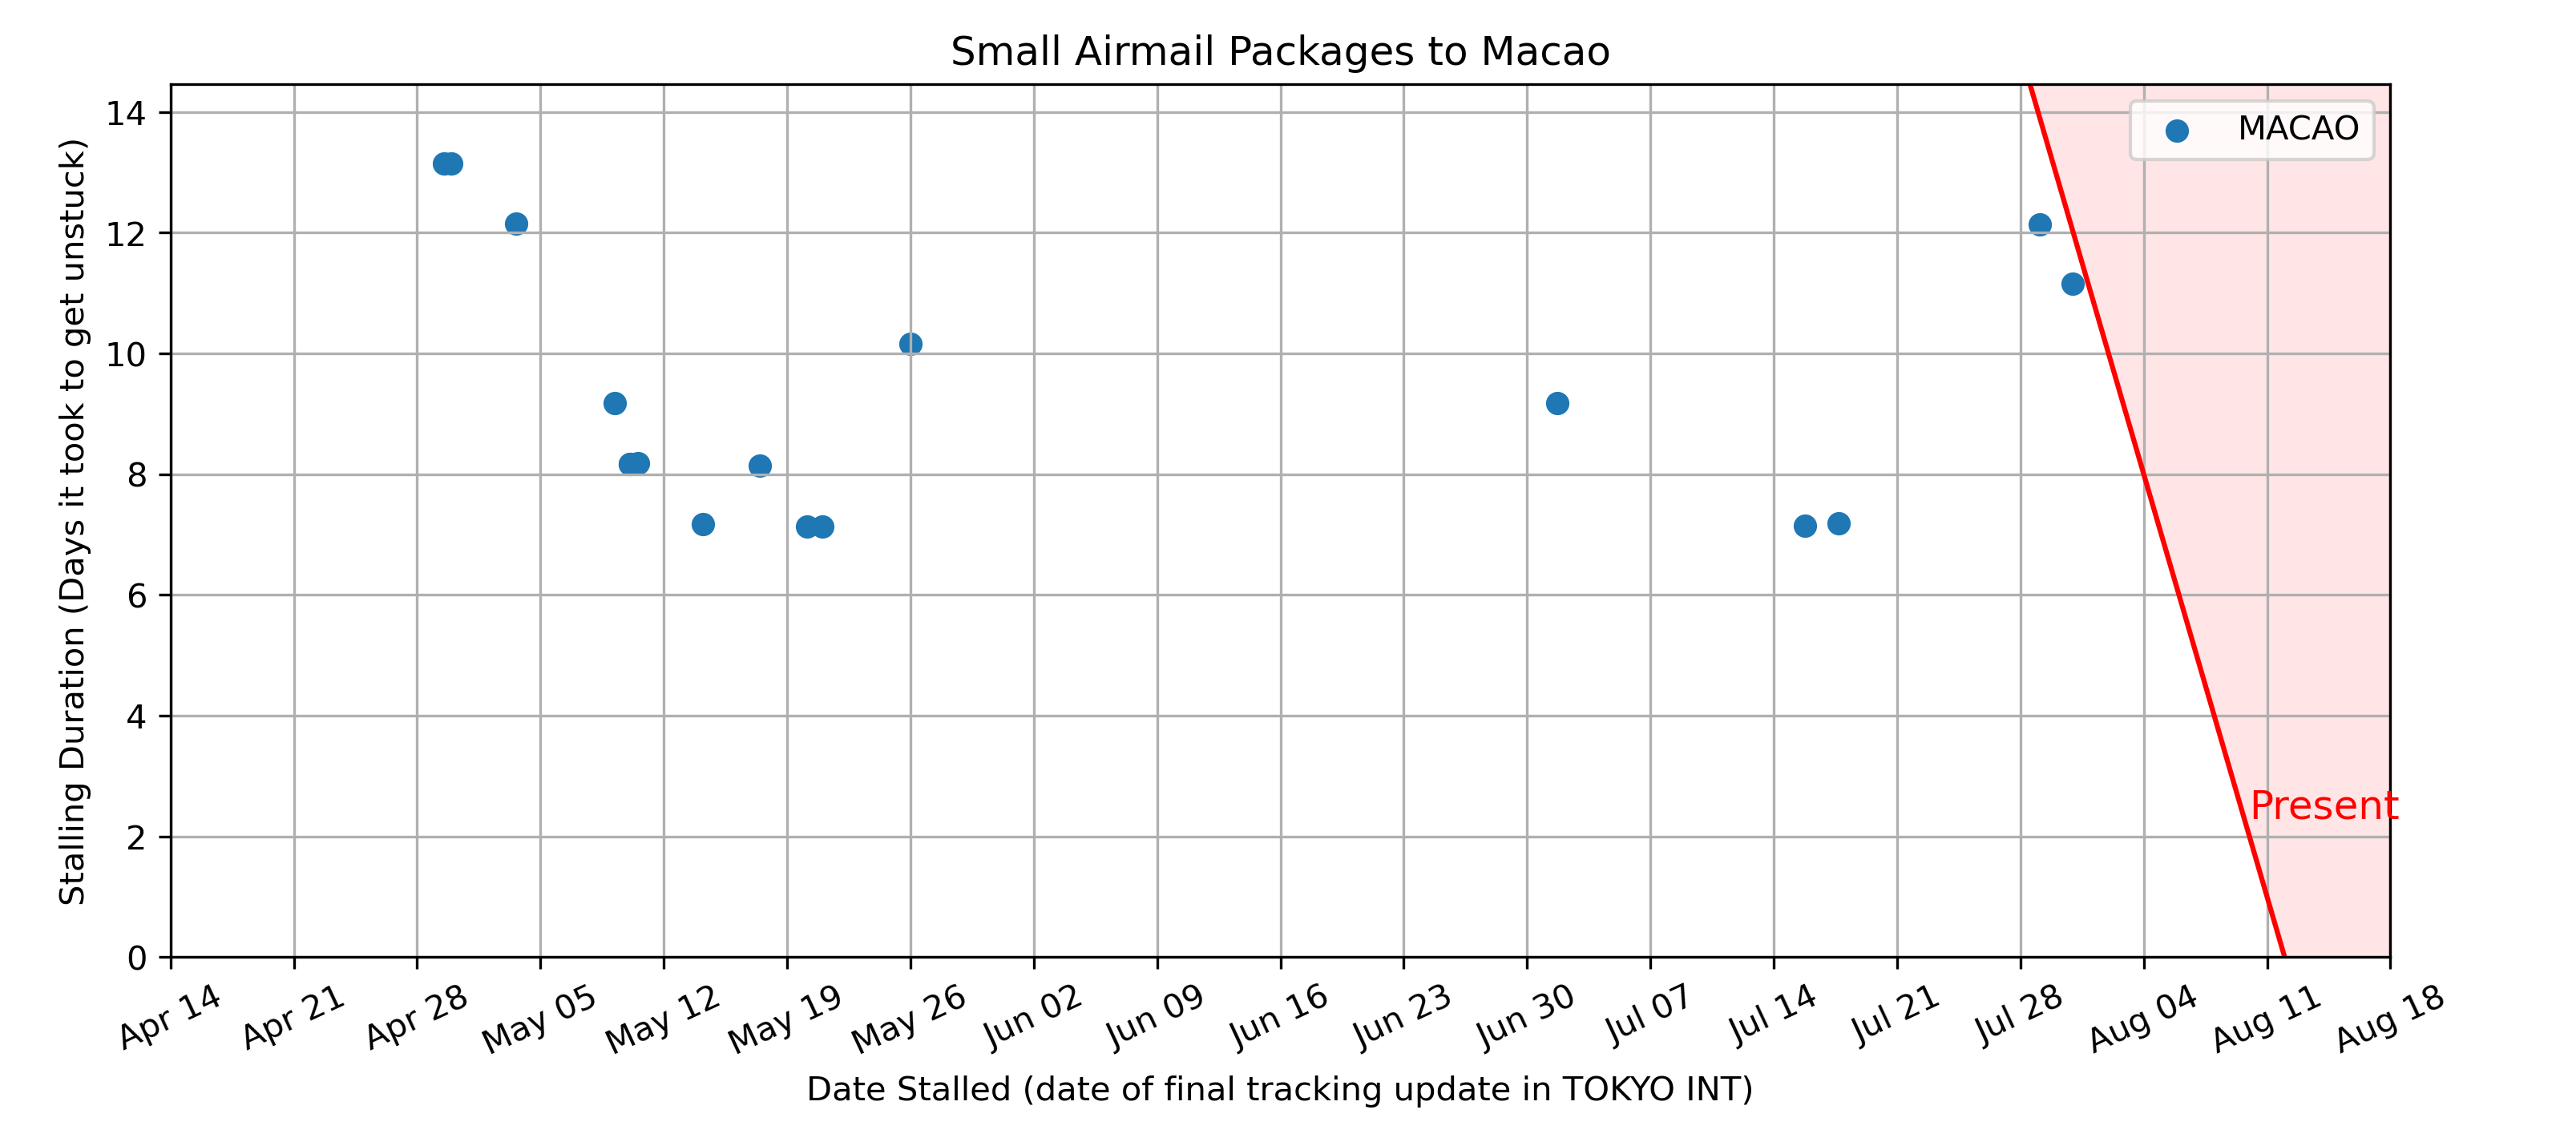 Small Airmail Packages to Macao
MACAO
Stalling Duration (Days it took to get unstuck)
14
12
10
8
6
4
2
0
Present
Apr 14 Apr 21 Apr 28 May 05 May 12 May 19 May 26 Jun 02 Jun 09 Jun 16 Jun 23 Jun 30 Jul 07 Jul 14 Jul 21 Jul 28 Aug 04 Aug 11 Aug 18
Date Stalled (date of final tracking update in TOKYO INT)